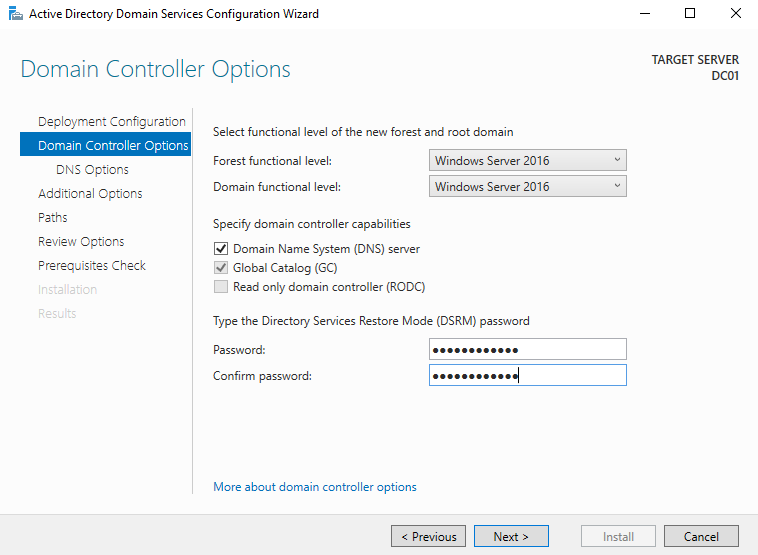 Active Directory Domain Services Configuration Wizard
Domain Controller Options
TARGET SERVER
DC01
Deployment Configuration
Domain Controller Options
DNS Options
Additional Options
Paths
Review Options
Prerequisites Check
Installation
Results
Select functional level of the new forest and root domain
Forest functional level: Windows Server 2016
Domain functional level: Windows Server 2016
Specify domain controller capabilities
Domain Name System (DNS) server
Global Catalog (GC)
Read only domain controller (RODC)
Type the Directory Services Restore Mode (DSRM) password
Password: ●●●●●●●●●●●●
Confirm password: ●●●●●●●●●●●●
More about domain controller options
< Previous Next > Install Cancel